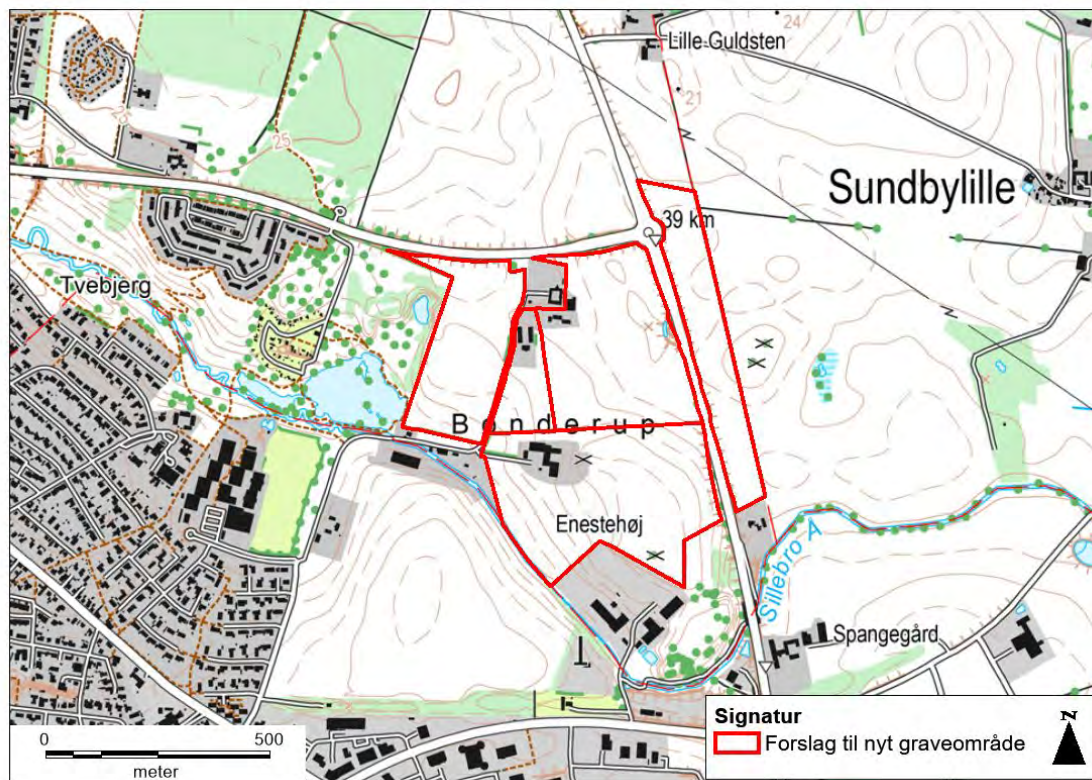 Lille Guldsten
24
21
25
25
Sundbylille
39 km
Tvebjerg
Bonderup
Enestehøj
Sillebro Å
Spangegård
0 500
meter
Signatur
Forslag til nyt graveområde
N